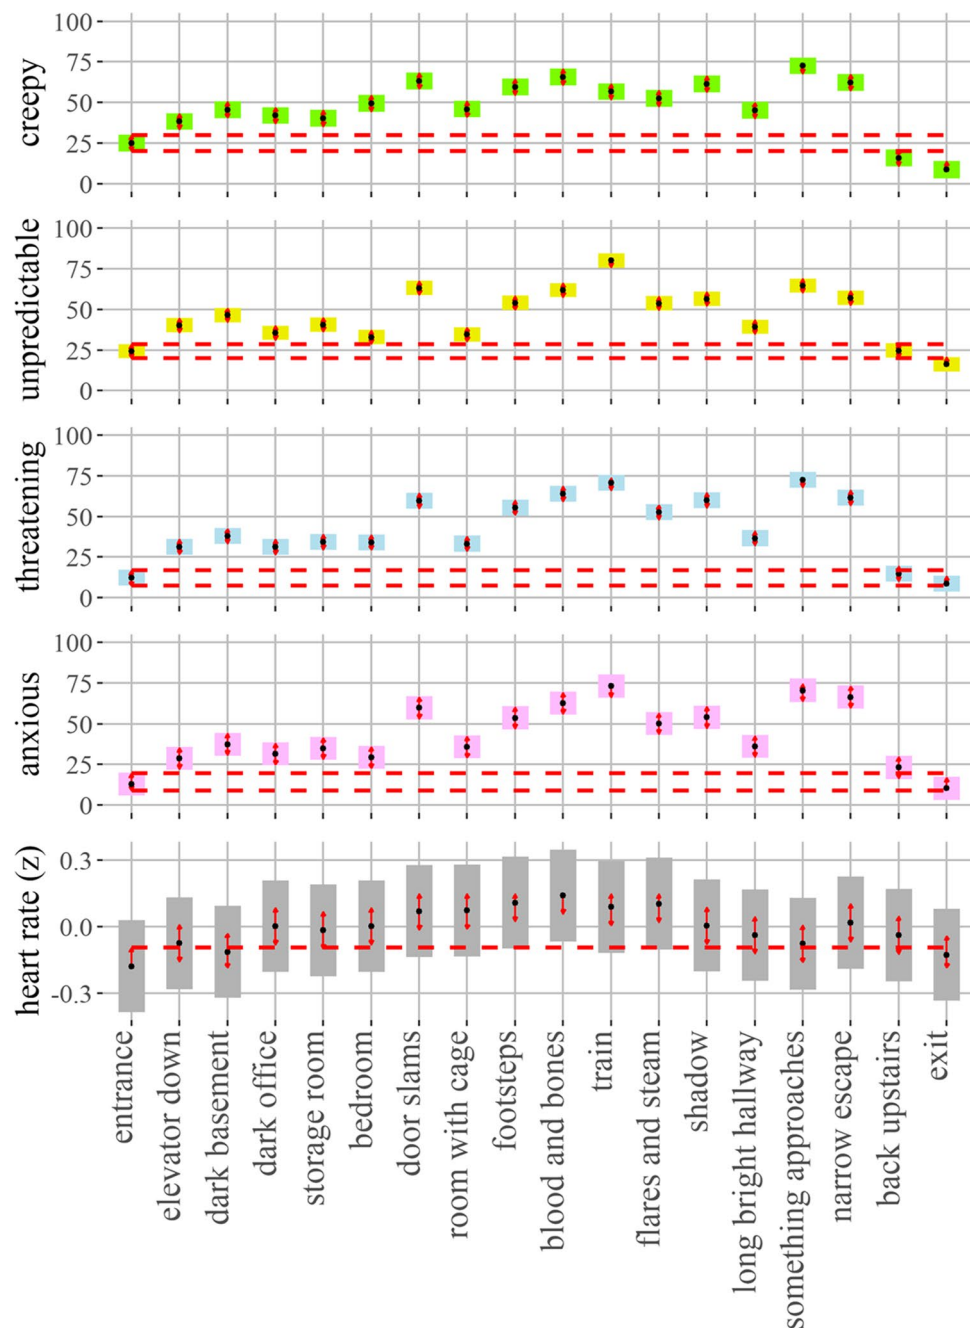 creepy
100
75
50
25
0
unpredictable
100
75
50
25
0
threatening
100
75
50
25
0
anxious
100
75
50
25
0
heart rate (z)
0.3
0.0
-0.3
entrance
elevator down
dark basement
dark office
storage room
bedroom
door slams
room with cage
footsteps
blood and bones
train
flares and steam
shadow
long bright hallway
something approaches
narrow escape
back upstairs
exit